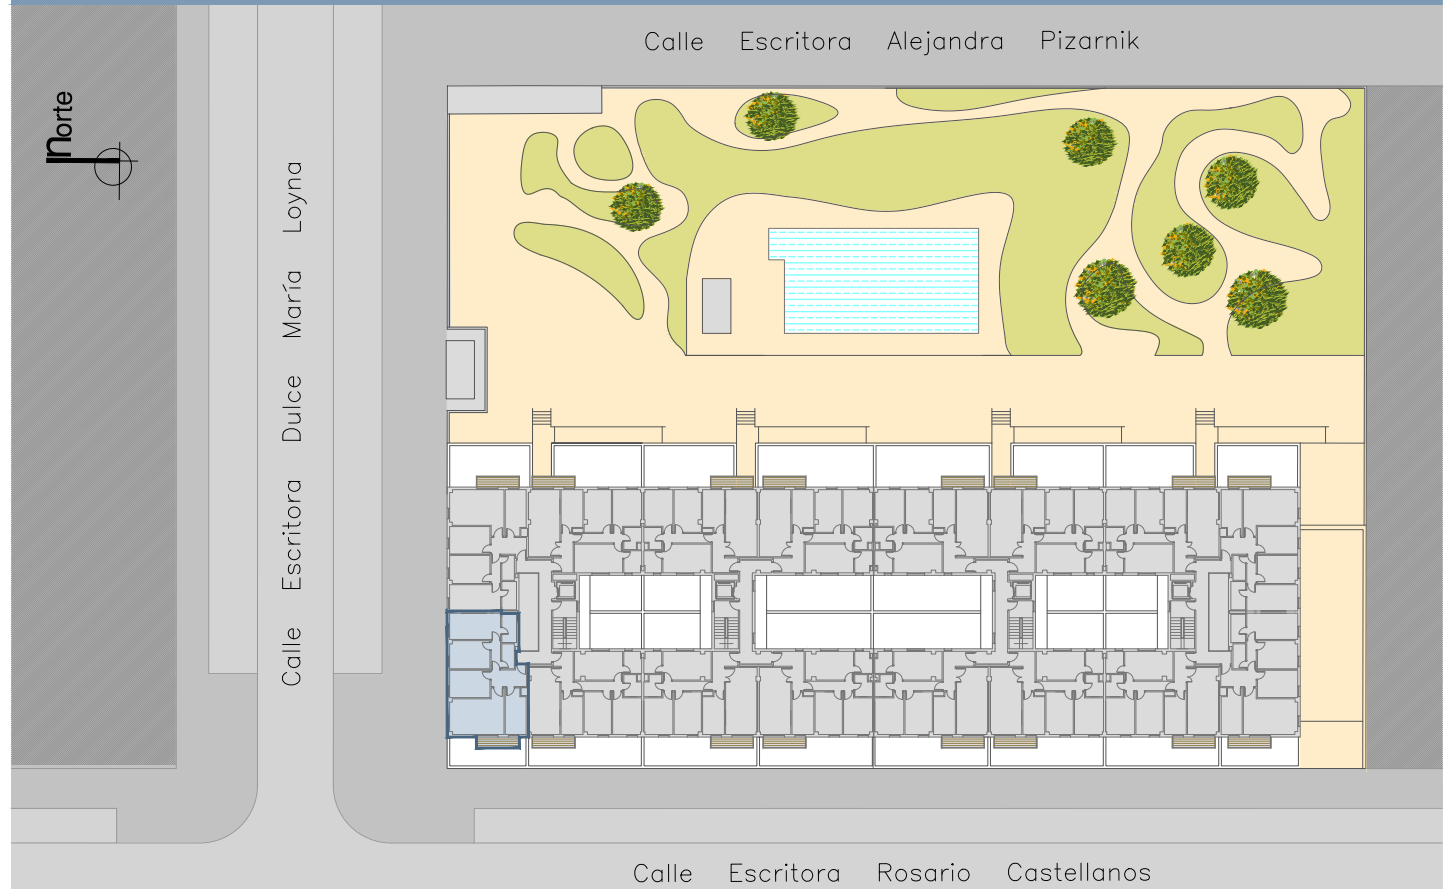 Calle Escritora Alejandra Pizarnik
norte
Calle Escritora Dulce María Loyna
Calle Escritora Rosario Castellanos